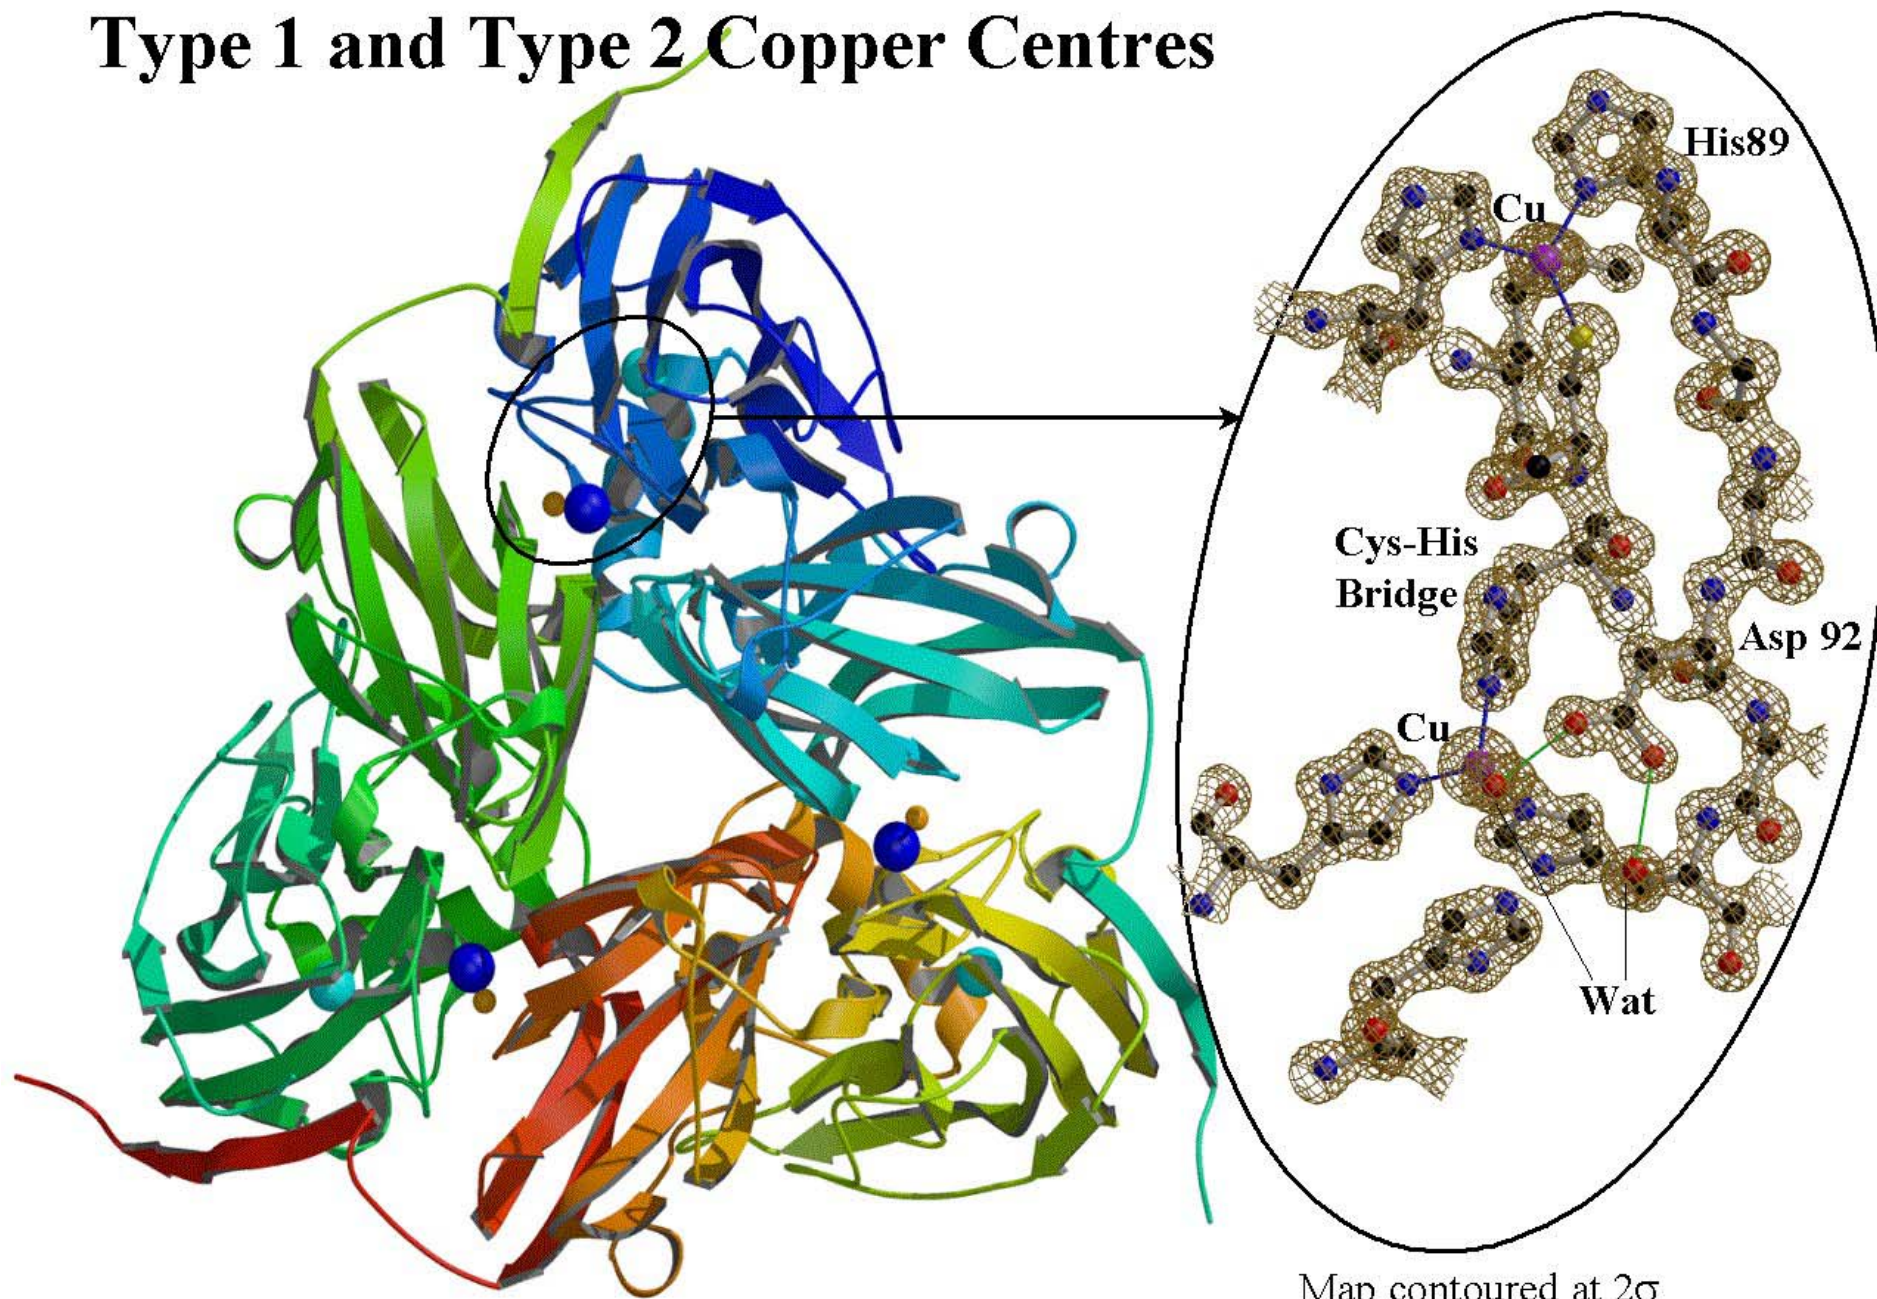 Type 1 and Type 2 Copper Centres
His89
Cu
Cys-His
Bridge
Asp 92
Cu
Wat
Map contoured at 2σ